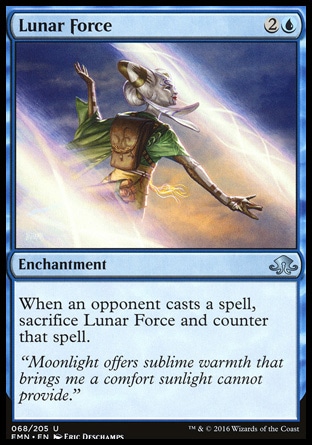 Lunar Force 2
Enchantment
When an opponent casts a spell,
sacrifice Lunar Force and counter
that spell.
“Moonlight offers sublime warmth that
brings me a comfort sunlight cannot
provide.”
068/205 U
EMN • EN Eric Deschamps
™ & © 2016 Wizards of the Coast